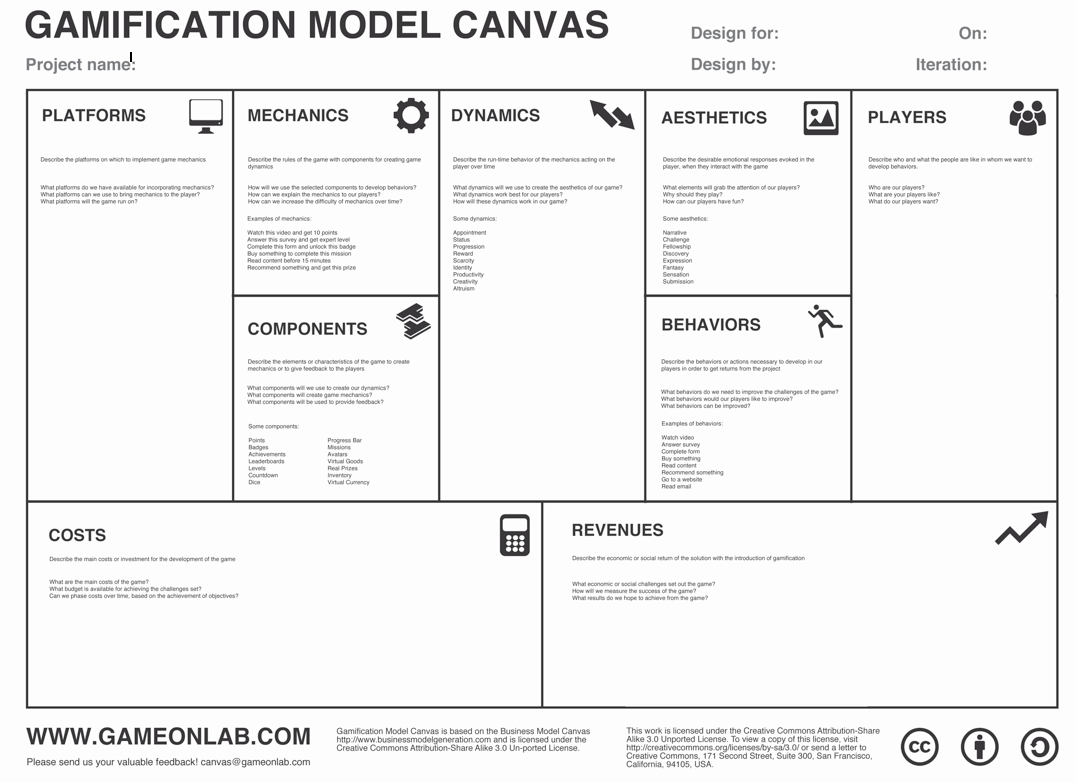 GAMIFICATION MODEL CANVAS
Design for:
On:
Project name:
Design by:
Iteration:
PLATFORMS
Describe the platforms on which to implement game mechanics
What platforms do we have available for incorporating mechanics?
What platforms can we use to bring mechanics to the player?
What platforms will the game run on?
MECHANICS
Describe the rules of the game with components for creating game
dynamics
How will we use the selected components to develop behaviors?
How can we explain the mechanics to our players?
How can we increase the difficulty of mechanics over time?
Examples of mechanics:
Watch this video and get 10 points
Answer this survey and get expert level
Complete this form and unlock this badge
Buy something to complete this mission
Read content before 15 minutes
Recommend something and get this prize
COMPONENTS
Describe the elements or characteristics of the game to create
mechanics or to give feedback to the players
What components will we use to create our dynamics?
What components will create game mechanics?
What components will be used to provide feedback?
Some components:
Points
Badges
Achievements
Leaderboards
Levels
Countdown
Dice
Progress Bar
Missions
Avatars
Virtual Goods
Real Prizes
Inventory
Virtual Currency
DYNAMICS
Describe the run-time behavior of the mechanics acting on the
player over time
What dynamics will we use to create the aesthetics of our game?
What dynamics work best for our players?
How will these dynamics work in our game?
Some dynamics:
Appointment
Status
Progression
Reward
Scarcity
Identity
Productivity
Creativity
Altruism
AESTHETICS
Describe the desirable emotional responses evoked in the
player, when they interact with the game
What elements will grab the attention of our players?
Why should they play?
How can our players have fun?
Some aesthetics:
Narrative
Challenge
Fellowship
Discovery
Expression
Fantasy
Sensation
Submission
BEHAVIORS
Describe the behaviors or actions necessary to develop in our
players in order to get returns from the project
What behaviors do we need to improve the challenges of the game?
What behaviors would our players like to improve?
What behaviors can be improved?
Examples of behaviors:
Watch video
Answer survey
Complete form
Buy something
Read content
Recommend something
Go to a website
Read email
PLAYERS
Describe who and what the people are like in whom we want to
develop behaviors.
Who are our players?
What are your players like?
What do our players want?
COSTS
Describe the main costs or investment for the development of the game
What are the main costs of the game?
What budget is available for achieving the challenges set?
Can we phase costs over time, based on the achievement of objectives?
REVENUES
Describe the economic or social return of the solution with the introduction of gamification
What economic or social challenges set out the game?
How will we measure the success of the game?
What results do we hope to achieve from the game?
WWW.GAMEONLAB.COM
Please send us your valuable feedback! canvas@gameonlab.com
Gamification Model Canvas is based on the Business Model Canvas
http://www.businessmodelgeneration.com and is licensed under the
Creative Commons Attribution-Share Alike 3.0 Un-ported License.
This work is licensed under the Creative Commons Attribution-Share
Alike 3.0 Unported License. To view a copy of this license, visit
http://creativecommons.org/licenses/by-sa/3.0/ or send a letter to
Creative Commons, 171 Second Street, Suite 300, San Francisco,
California, 94105, USA.
cc